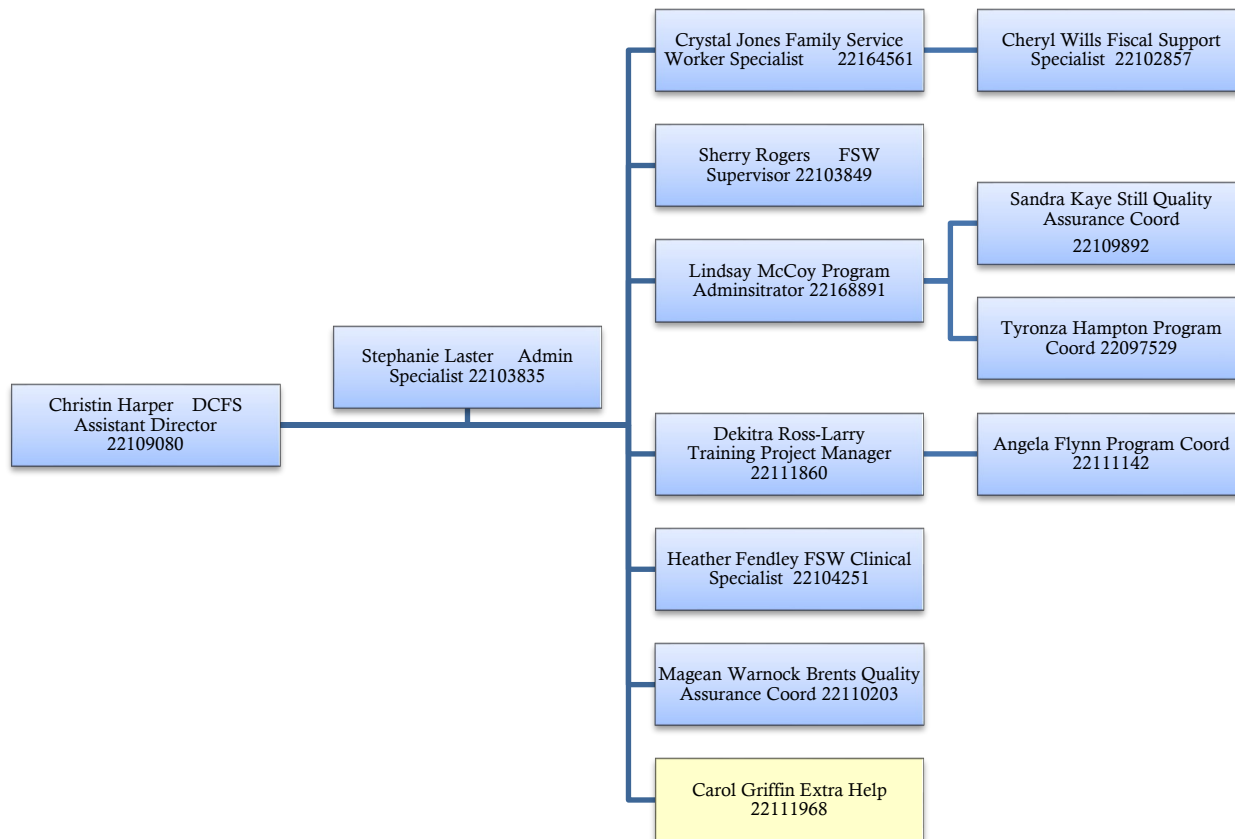 Crystal Jones Family Service
Worker Specialist 22164561
Cheryl Wills Fiscal Support
Specialist 22102857
Sherry Rogers FSW
Supervisor 22103849
Sandra Kaye Still Quality
Assurance Coord
22109892
Lindsay McCoy Program
Adminsitrator 22168891
Tyronza Hampton Program
Coord 22097529
Stephanie Laster Admin
Specialist 22103835
Christin Harper DCFS
Assistant Director
22109080
Dekitra Ross-Larry
Training Project Manager
22111860
Angela Flynn Program Coord
22111142
Heather Fendley FSW Clinical
Specialist 22104251
Magean Warnock Brents Quality
Assurance Coord 22110203
Carol Griffin Extra Help
22111968